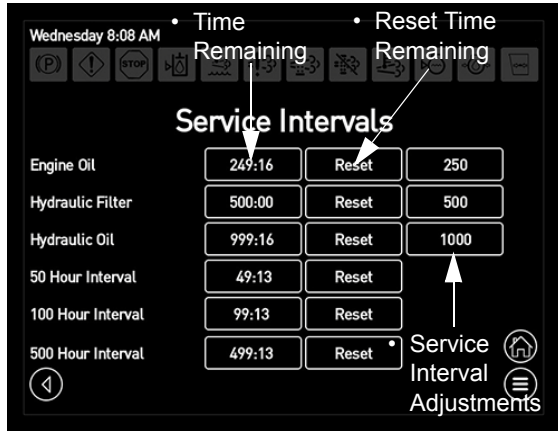 • Time
Remaining
• Reset Time
Remaining
Wednesday 8:08 AM
(P) ! STOP
Service Intervals
Engine Oil 249:16 Reset 250
Hydraulic Filter 500:00 Reset 500
Hydraulic Oil 999:16 Reset 1000
50 Hour Interval 49:13 Reset
100 Hour Interval 99:13 Reset
500 Hour Interval 499:13 Reset
• Service
Interval
Adjustments